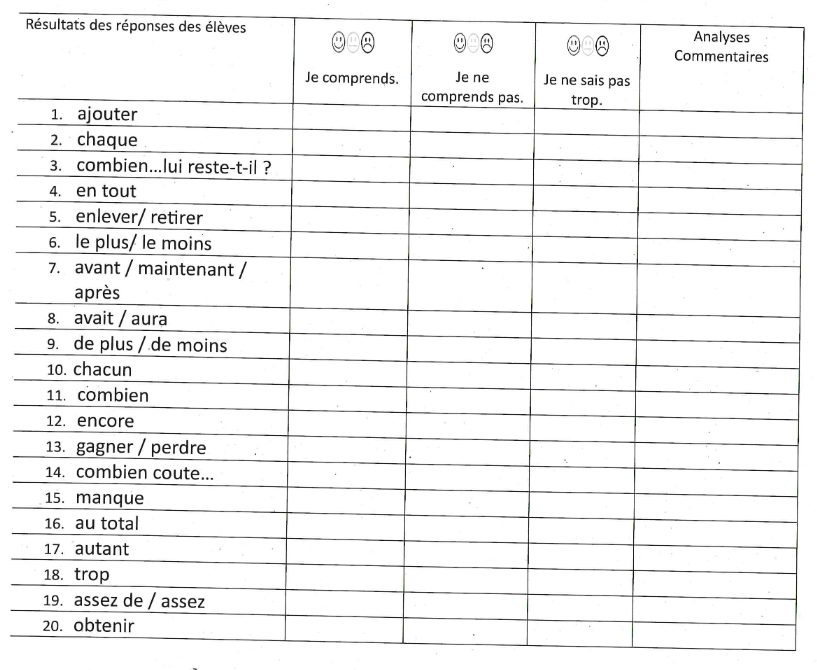 Résultats des réponses des élèves
Je comprends.
Je ne
comprends pas.
Je ne sais pas
trop.
Analyses
Commentaires
1. ajouter
2. chaque
3. combien...lui reste-t-il ?
4. en tout
5. enlever/ retirer
6. le plus/ le moins
7. avant / maintenant /
après
8. avait / aura
9. de plus / de moins
10. chacun
11. combien
12. encore
13. gagner / perdre
14. combien coute...
15. manque
16. au total
17. autant
18. trop
19. assez de / assez
20. obtenir